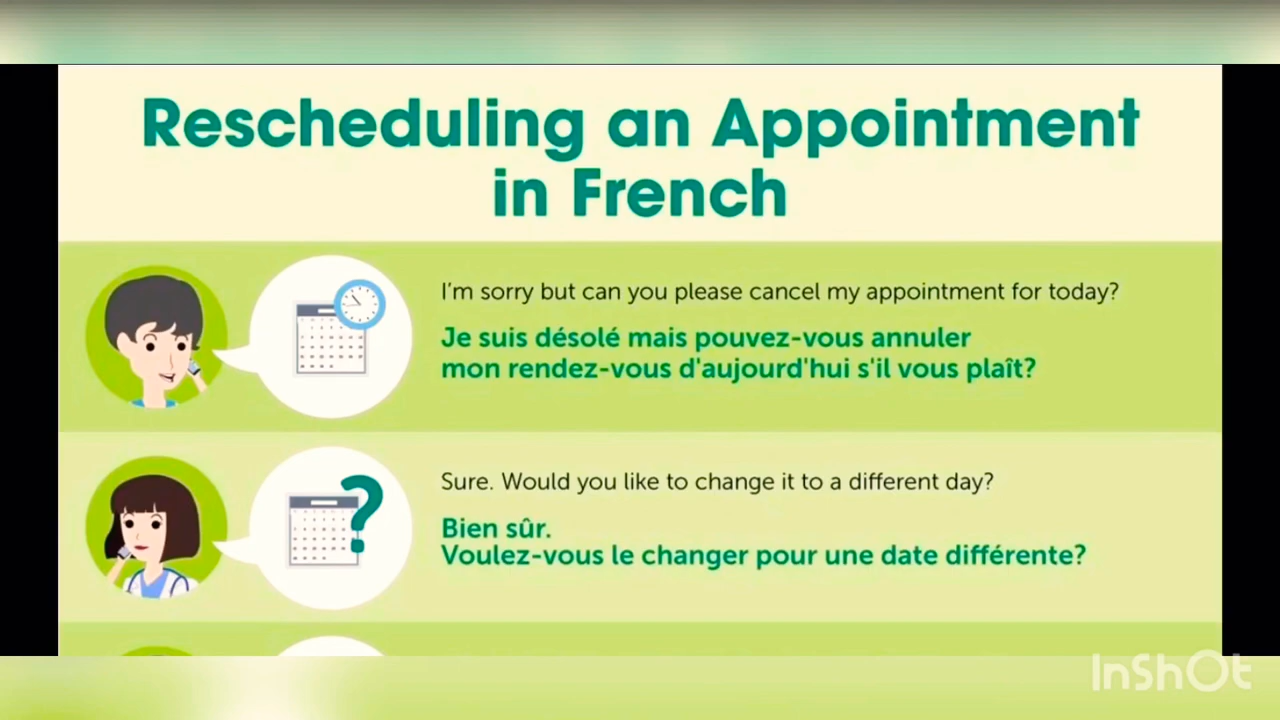 Rescheduling an Appointment
in French
I'm sorry but can you please cancel my appointment for today?
Je suis désolé mais pouvez-vous annuler
mon rendez-vous d'aujourd'hui s'il vous plaît?
Sure. Would you like to change it to a different day?
Bien sûr.
Voulez-vous le changer pour une date différente?
InShOt